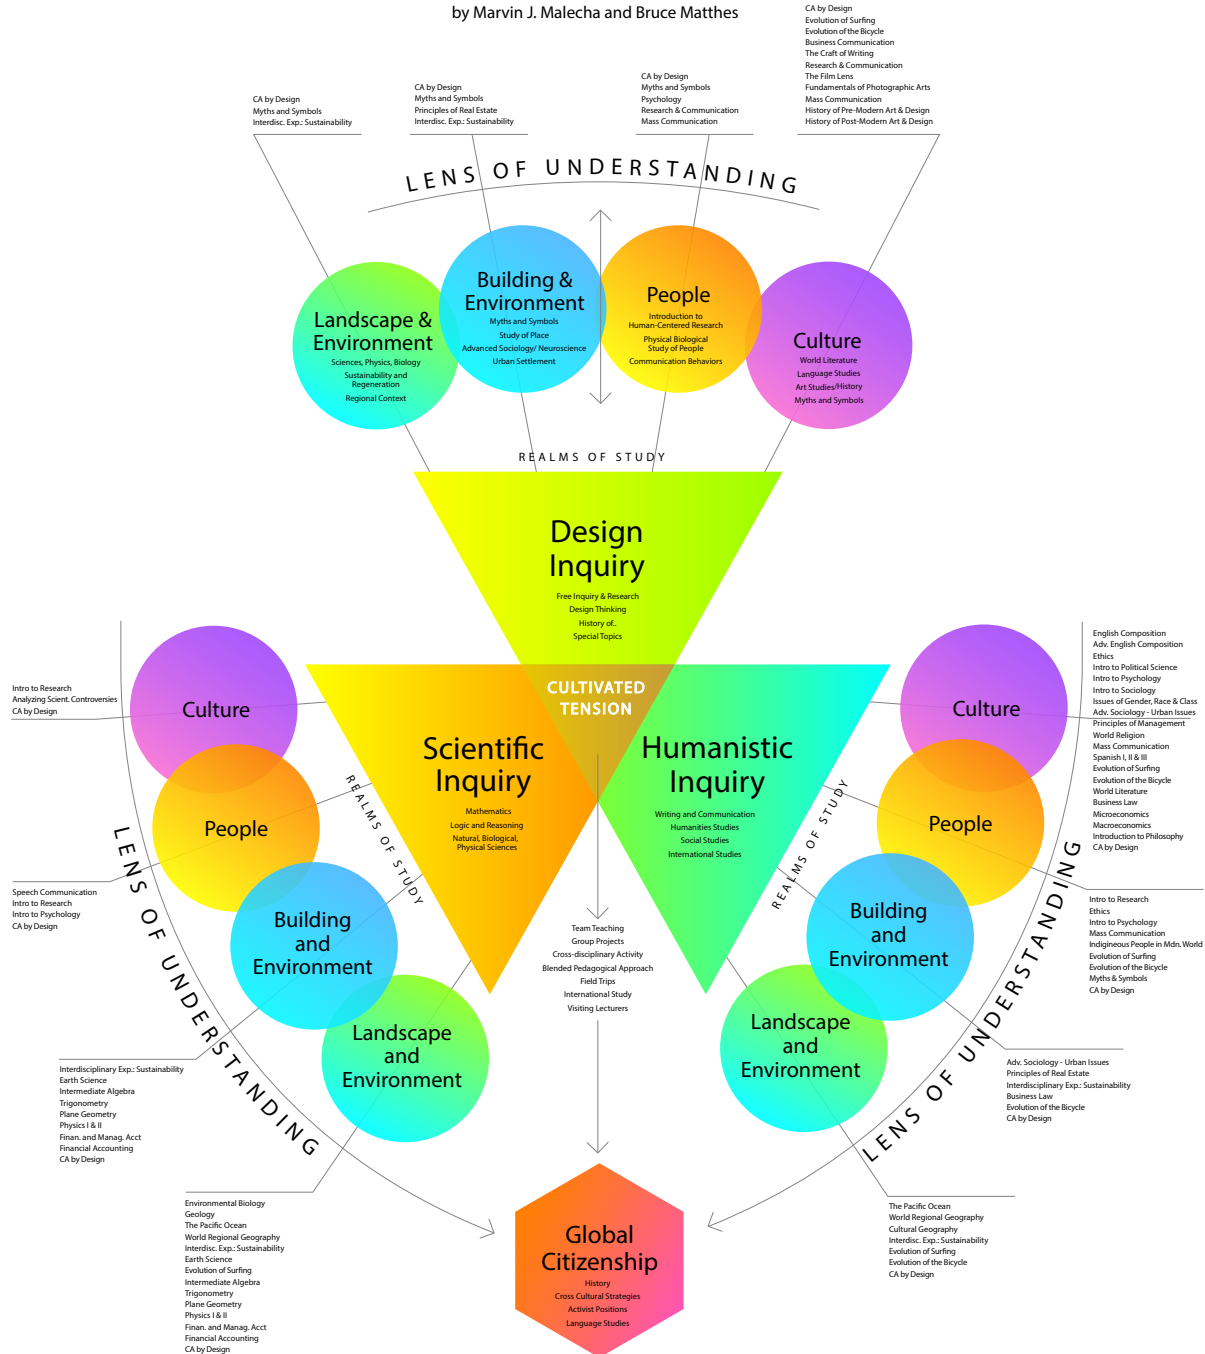 by Marvin J. Malecha and Bruce Matthes
CA by Design
Evolution of Surfing
Evolution of the Bicycle
Business Communication
The Craft of Writing
Research & Communication
The Film Lens
Fundamentals of Photographic Arts
Mass Communication
History of Pre-Modern Art & Design
History of Post-Modern Art & Design
CA by Design
Myths and Symbols
Psychology
Research & Communication
Mass Communication
CA by Design
Myths and Symbols
Principles of Real Estate
Interdisc. Exp.: Sustainability
CA by Design
Myths and Symbols
Interdisc. Exp.: Sustainability
LENS OF UNDERSTANDING
Landscape &
Environment
Sciences, Physics, Biology
Sustainability and
Regeneration
Regional Context
Building &
Environment
Myths and Symbols
Study of Place
Advanced Sociology/ Neuroscience
Urban Settlement
People
Introduction to
Human-Centered Research
Physical Biological
Study of People
Communication Behaviors
Culture
World Literature
Language Studies
Art Studies/History
Myths and Symbols
REALMS OF STUDY
Design
Inquiry
Free Inquiry & Research
Design Thinking
History of..
Special Topics
CULTIVATED
TENSION
Scientific
Inquiry
Mathematics
Logic and Reasoning
Natural, Biological,
Physical Sciences
Humanistic
Inquiry
Writing and Communication
Humanities Studies
Social Studies
International Studies
REALMS OF STUDY
REALMS OF STUDY
Culture
People
Building
and
Environment
Landscape
and
Environment
LENS OF UNDERSTANDING
Intro to Research
Analyzing Scient. Controversies
CA by Design
Speech Communication
Intro to Research
Intro to Psychology
CA by Design
Interdisciplinary Exp.: Sustainability
Earth Science
Intermediate Algebra
Trigonometry
Plane Geometry
Physics I & II
Finan. and Manag. Acct
Financial Accounting
CA by Design
Environmental Biology
Geology
The Pacific Ocean
World Regional Geography
Interdisc. Exp.: Sustainability
Earth Science
Evolution of Surfing
Intermediate Algebra
Trigonometry
Plane Geometry
Physics I & II
Finan. and Manag. Acct
Financial Accounting
CA by Design
Team Teaching
Group Projects
Cross-disciplinary Activity
Blended Pedagogical Approach
Field Trips
International Study
Visiting Lecturers
Culture
People
Building
and
Environment
Landscape
and
Environment
LENS OF UNDERSTANDING
English Composition
Adv. English Composition
Ethics
Intro to Political Science
Intro to Psychology
Intro to Sociology
Issues of Gender, Race & Class
Adv. Sociology - Urban Issues
Principles of Management
World Religion
Mass Communication
Spanish I, II & III
Evolution of Surfing
Evolution of the Bicycle
World Literature
Business Law
Microeconomics
Macroeconomics
Introduction to Philosophy
CA by Design
Intro to Research
Ethics
Intro to Psychology
Mass Communication
Indigineous People in Mdn. World
Evolution of Surfing
Evolution of the Bicycle
Myths & Symbols
CA by Design
Adv. Sociology - Urban Issues
Principles of Real Estate
Interdisciplinary Exp.: Sustainability
Business Law
Evolution of the Bicycle
CA by Design
The Pacific Ocean
World Regional Geography
Cultural Geography
Interdisc. Exp.: Sustainability
Evolution of Surfing
Evolution of the Bicycle
CA by Design
Global
Citizenship
History
Cross Cultural Strategies
Activist Positions
Language Studies